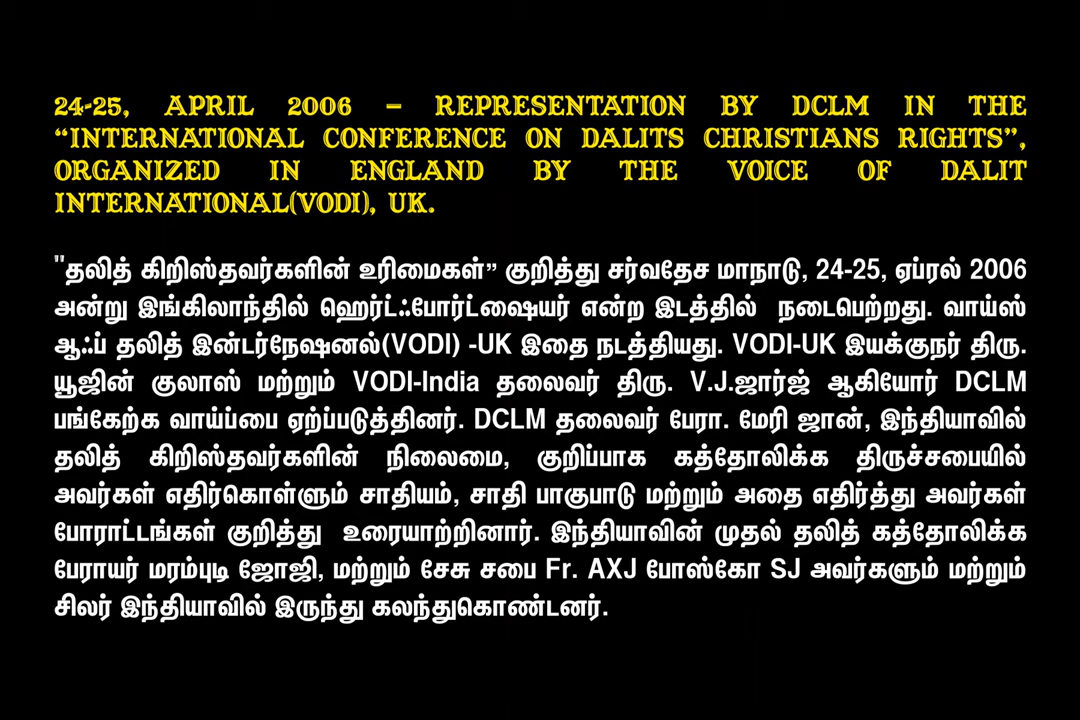 24-25, APRIL 2006 – REPRESENTATION BY DCLM IN THE
“INTERNATIONAL CONFERENCE ON DALITS CHRISTIANS RIGHTS”,
ORGANIZED IN ENGLAND BY THE VOICE OF DALIT
INTERNATIONAL(VODI), UK.
"தலித் கிறிஸ்தவர்களின் உரிமைகள்” குறித்து சர்வதேச மாநாடு, 24-25, ஏப்ரல் 2006
அன்று இங்கிலாந்தில் ஹெர்ட்ஃபோர்ட்ஷையர் என்ற இடத்தில் நடைபெற்றது. வாய்ஸ்
ஆஃப் தலித் இன்டர்நேஷனல்(VODI) -UK இதை நடத்தியது. VODI-UK இயக்குநர் திரு.
யூஜின் குலாஸ் மற்றும் VODI-India தலைவர் திரு. V.J.ஜார்ஜ் ஆகியோர் DCLM
பங்கேற்க வாய்ப்பை ஏற்ப்படுத்தினர். DCLM தலைவர் பேரா. மேரி ஜான், இந்தியாவில்
தலித் கிறிஸ்தவர்களின் நிலைமை, குறிப்பாக கத்தோலிக்க திருச்சபையில்
அவர்கள் எதிர்கொள்ளும் சாதியம், சாதி பாகுபாடு மற்றும் அதை எதிர்த்து அவர்கள்
போராட்டங்கள் குறித்து உரையாற்றினார். இந்தியாவின் முதல் தலித் கத்தோலிக்க
பேராயர் மரம்புடி ஜோஜி, மற்றும் சேசு சபை Fr. AXJ போஸ்கோ SJ அவர்களும் மற்றும்
சிலர் இந்தியாவில் இருந்து கலந்துகொண்டனர்.